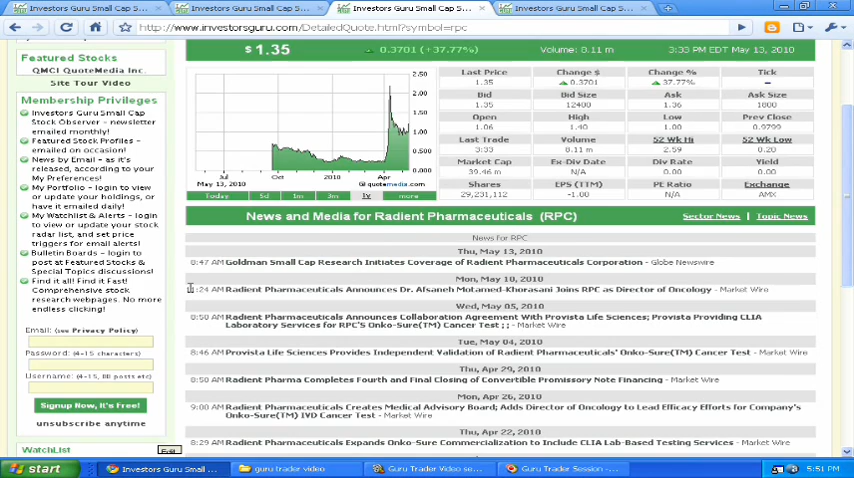 Investors Guru Small Cap S...
Investors Guru Small Cap S...
Investors Guru Small Cap S...
Investors Guru Small Cap S...
http://www.investorsguru.com/DetailedQuote.html?symbol=rpc
Featured Stocks
QMCI QuoteMedia Inc.
Site Tour Video
Membership Privileges
Investors Guru Small Cap
Stock Observer - newsletter
emailed monthly!
Featured Stock Profiles -
emailed on occasion!
News by Email - as it's
released, according to your
My Preferences!
My Portfolio - login to view
or update your holdings, or
have it emailed daily!
My Watchlist & Alerts - login
to view or update your stock
radar list, and set price
triggers for email alerts!
Bulletin Boards - login to
post at Featured Stocks &
Special Topics discussions!
Find it all! Find it Fast!
Comprehensive stock
research webpages. No more
endless clicking!
Email: (see Privacy Policy)
Password: (4-15 characters)
Username: (4-15, BB posts etc)
Signup Now, It's Free!
unsubscribe anytime
WatchList
Edit
$ 1.35
0.3701 (+37.77%)
Volume: 8.11 m
3:33 PM EDT May 13, 2010
2.50
2.00
1.50
1.00
0.500
0.000
Jul
Oct
2010
Apr
May 13, 2010
© quotemedia.com
Today
5d
1m
3m
1y
more
Last Price
Change $
Change %
Tick
1.35
0.3701
37.77%
–
Bid
Bid Size
Ask
Ask Size
1.35
12400
1.36
1000
Open
High
Low
Prev Close
1.06
1.40
1.00
0.9799
Last Trade
Volume
52 Wk Hi
52 Wk Low
3:33
8.11 m
2.59
0.20
Market Cap
Ex-Div Date
Div Rate
Yield
39.46 m
N/A
N/A
0.00
Shares
EPS (TTM)
PE Ratio
Exchange
29,231,112
-1.00
N/A
AMX
News and Media for Radient Pharmaceuticals (RPC)
Sector News | Topic News
News for RPC
Thu, May 13, 2010
8:47 AM Goldman Small Cap Research Initiates Coverage of Radient Pharmaceuticals Corporation - Globe Newswire
Mon, May 10, 2010
:24 AM Radient Pharmaceuticals Announces Dr. Afsaneh Motamed-Khorasani Joins RPC as Director of Oncology - Market Wire
Wed, May 05, 2010
8:50 AM Radient Pharmaceuticals Announces Collaboration Agreement With Provista Life Sciences; Provista Providing CLIA
Laboratory Services for RPC'S Onko-Sure(TM) Cancer Test ; ; - Market Wire
Tue, May 04, 2010
8:46 AM Provista Life Sciences Provides Independent Validation of Radient Pharmaceuticals' Onko-Sure(TM) Cancer Test - Market Wire
Thu, Apr 29, 2010
8:50 AM Radient Pharma Completes Fourth and Final Closing of Convertible Promissory Note Financing - Market Wire
Mon, Apr 26, 2010
9:00 AM Radient Pharmaceuticals Creates Medical Advisory Board; Adds Director of Oncology to Lead Efficacy Efforts for Company's
Onko-Sure(TM) IVD Cancer Test - Market Wire
Thu, Apr 22, 2010
8:29 AM Radient Pharmaceuticals Expands Onko-Sure Commercialization to Include CLIA Lab-Based Testing Services - Market Wire
start
Investors Guru Small ...
guru trader video
Guru Trader Video se...
Guru Trader Session -...
5:51 PM